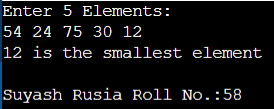 Enter 5 Elements:
54 24 75 30 12
12 is the smallest element
Suyash Rusia Roll No.:58